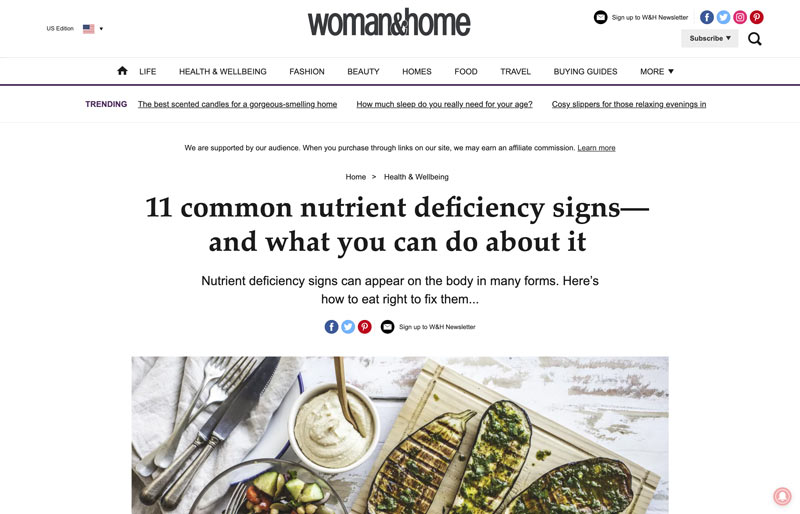 US Edition
woman&home
Sign up to W&H Newsletter
Subscribe
LIFE HEALTH & WELLBEING FASHION BEAUTY HOMES FOOD TRAVEL BUYING GUIDES MORE
TRENDING The best scented candles for a gorgeous-smelling home How much sleep do you really need for your age? Cosy slippers for those relaxing evenings in
We are supported by our audience. When you purchase through links on our site, we may earn an affiliate commission. Learn more
Home > Health & Wellbeing
11 common nutrient deficiency signs—
and what you can do about it
Nutrient deficiency signs can appear on the body in many forms. Here’s
how to eat right to fix them...
Sign up to W&H Newsletter